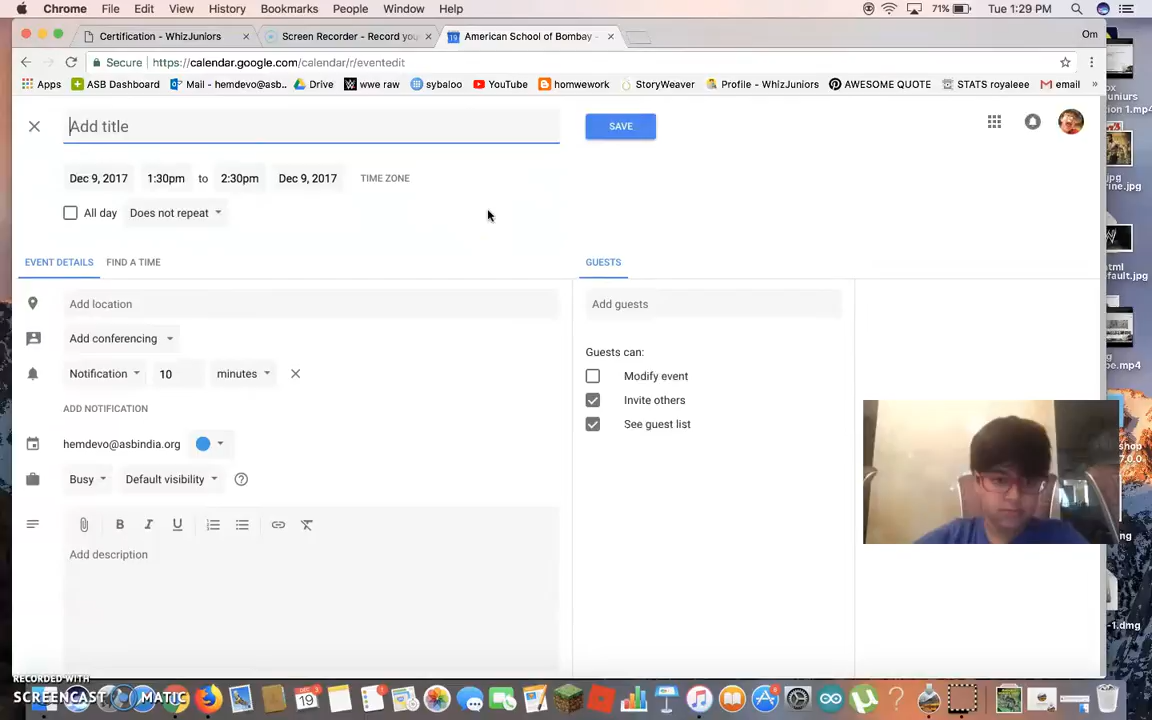 Chrome File Edit View History Bookmarks People Window Help 71% Tue 1:29 PM
Certification - WhizJuniors Screen Recorder - Record you American School of Bombay - Om
Secure https://calendar.google.com/calendar/r/eventedit
Apps ASB Dashboard Mail - hemdevo@asb.. Drive wwe raw sybaloo YouTube homwework StoryWeaver Profile - WhizJuniors AWESOME QUOTE STATS royaleee email »
Add title SAVE
Dec 9, 2017 1:30pm to 2:30pm Dec 9, 2017 TIME ZONE
All day Does not repeat
EVENT DETAILS FIND A TIME GUESTS
Add location Add guests
Add conferencing
Guests can:
Notification 10 minutes Modify event
Invite others
ADD NOTIFICATION
See guest list
hemdevo@asbindia.org
Busy Default visibility
B I U
Add description
RECORDED WITH
SCREENCAST MATIC
DEC
19